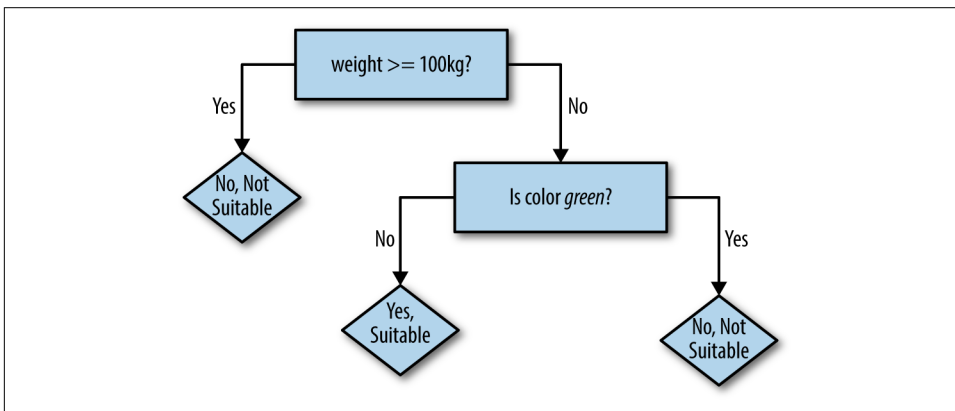 weight >= 100kg?
Yes
No
No, Not
Suitable
Is color green?
No
Yes
Yes,
Suitable
No, Not
Suitable